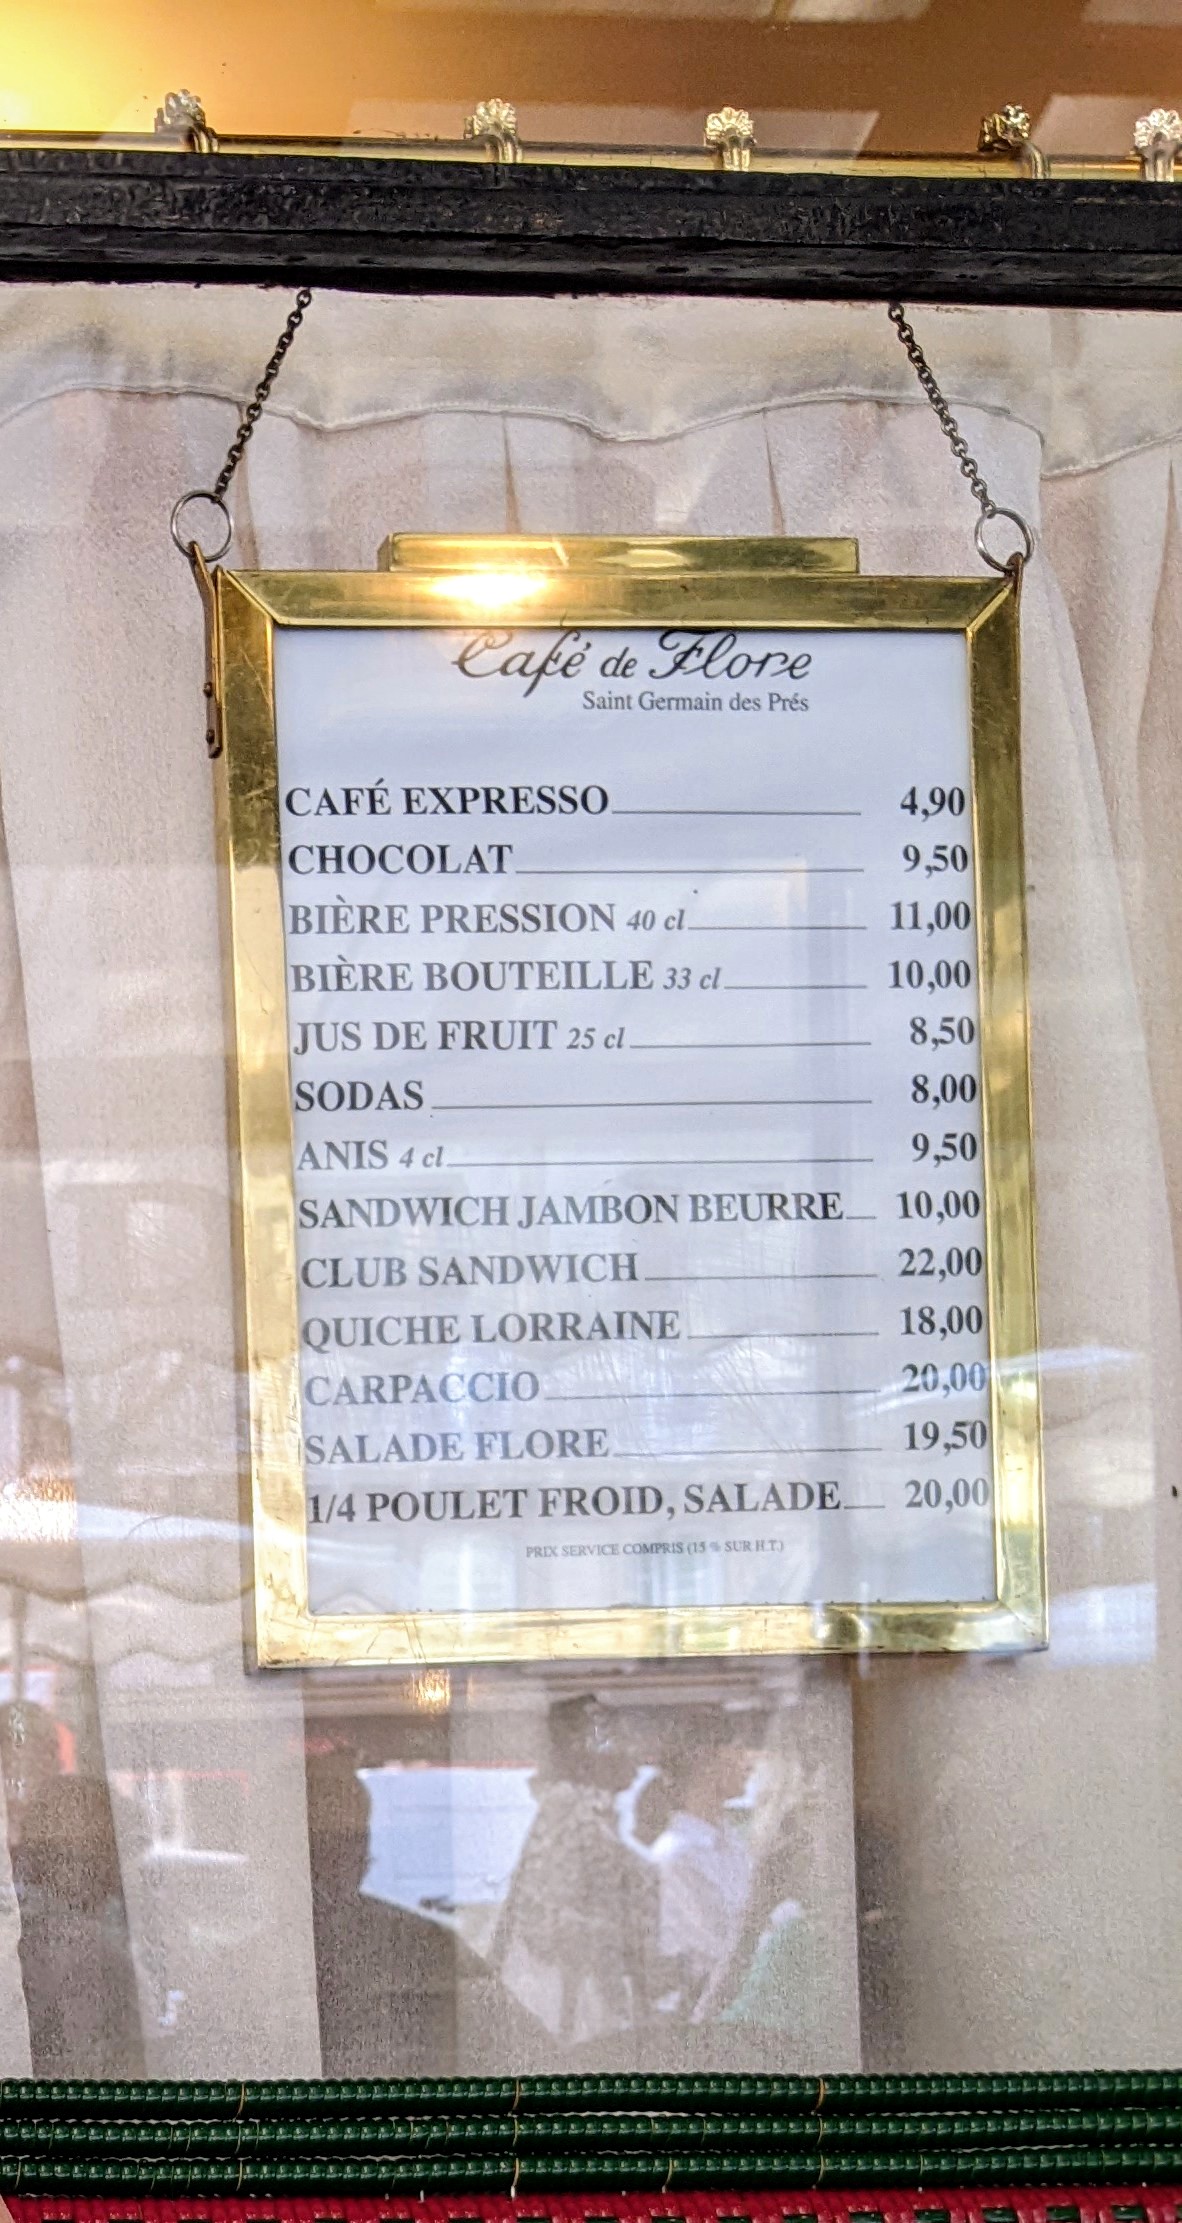 Café de Flore
Saint Germain des Prés
CAFÉ EXPRESSO 4,90
CHOCOLAT 9,50
BIÈRE PRESSION 40 cl 11,00
BIÈRE BOUTEILLE 33 cl 10,00
JUS DE FRUIT 25 cl 8,50
SODAS 8,00
ANIS 4 cl 9,50
SANDWICH JAMBON BEURRE 10,00
CLUB SANDWICH 22,00
QUICHE LORRAINE 18,00
CARPACCIO 20,00
SALADE FLORE 19,50
1/4 POULET FROID, SALADE 20,00
PRIX SERVICE COMPRIS (15 % SUR H.T.)